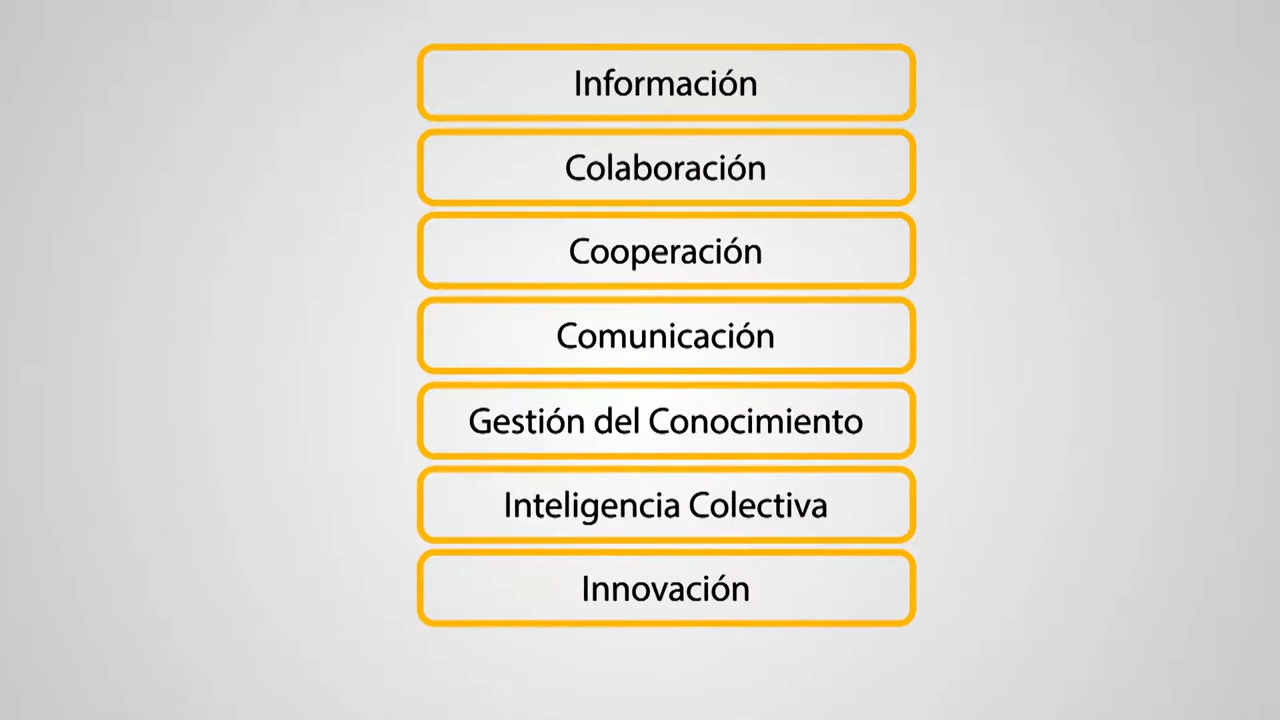 Información
Colaboración
Cooperación
Comunicación
Gestión del Conocimiento
Inteligencia Colectiva
Innovación